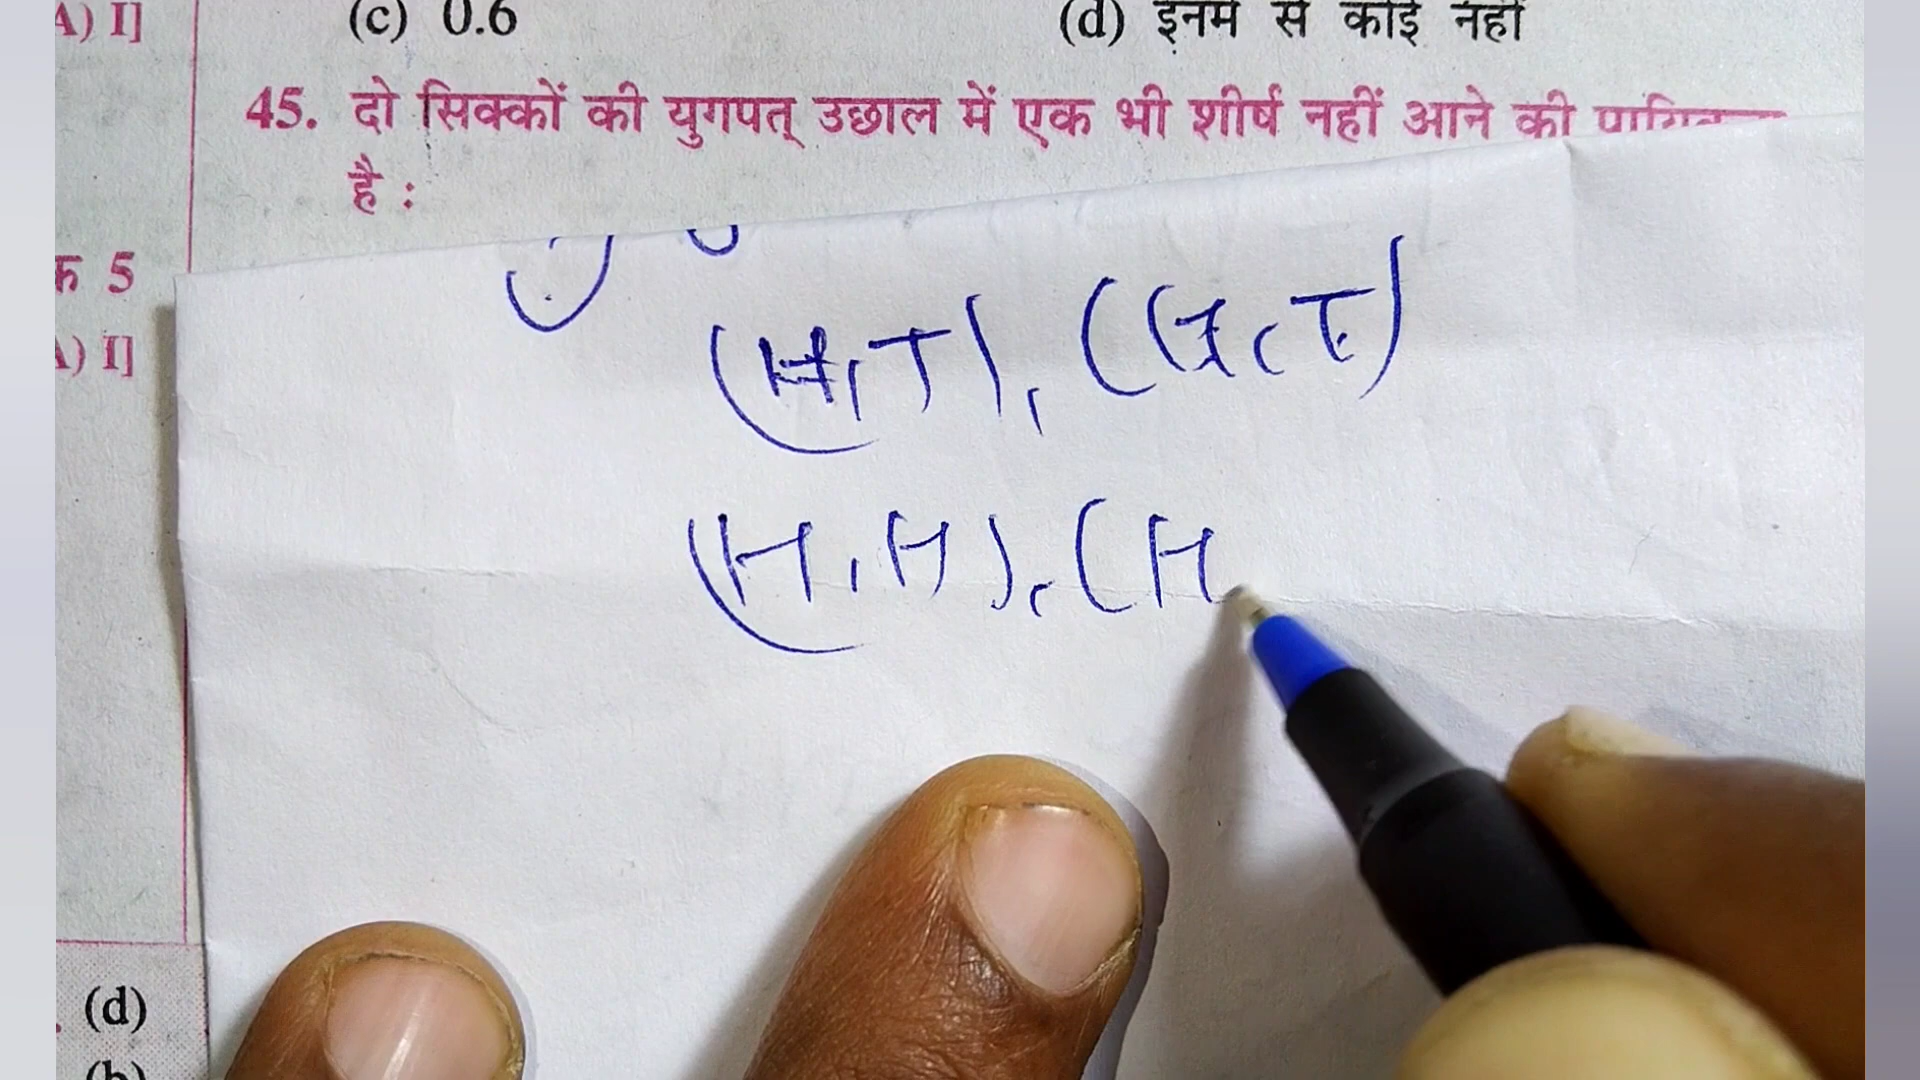 A) I]
(c) 0.6 (d) इनमें से कोई नहीं
45. दो सिक्कों की युगपत् उछाल में एक भी शीर्ष नहीं आने की
है :
क 5
A) I]
(H, T), ( , T)
(H, H), (H
(d)
(b)